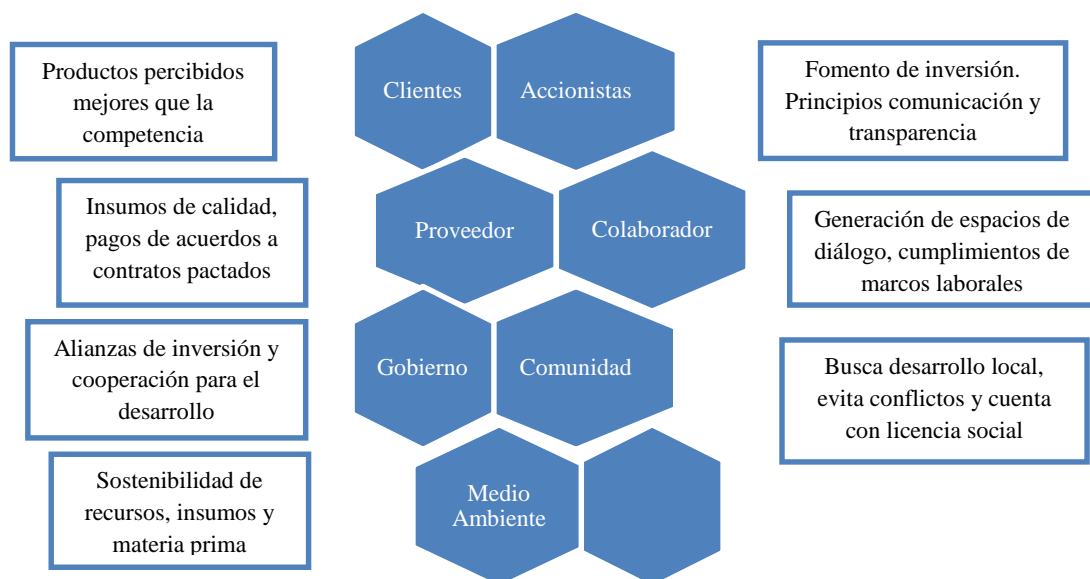 Productos percibidos
mejores que la
competencia
Clientes
Accionistas
Fomento de inversión.
Principios comunicación y
transparencia
Insumos de calidad,
pagos de acuerdos a
contratos pactados
Proveedor
Colaborador
Generación de espacios de
diálogo, cumplimientos de
marcos laborales
Alianzas de inversión y
cooperación para el
desarrollo
Gobierno
Comunidad
Busca desarrollo local,
evita conflictos y cuenta
con licencia social
Sostenibilidad de
recursos, insumos y
materia prima
Medio
Ambiente